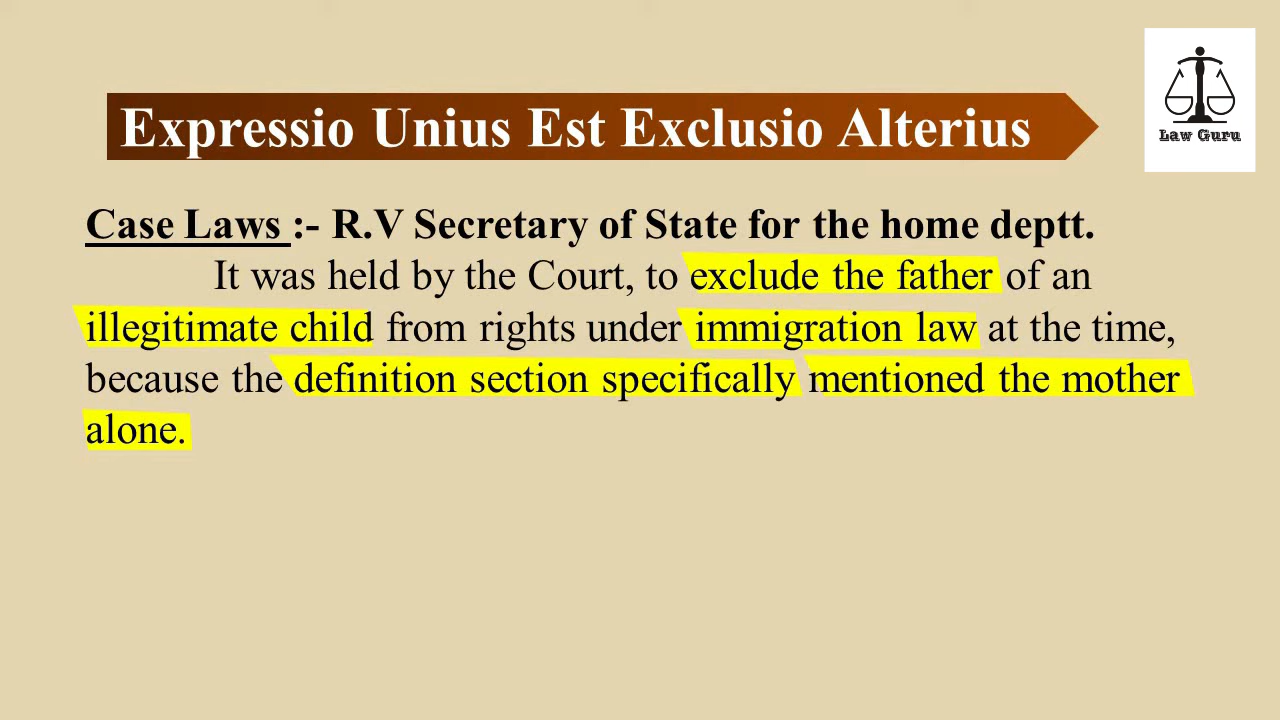 Expressio Unius Est Exclusio Alterius
Law Guru
Case Laws :- R.V Secretary of State for the home deptt.
It was held by the Court, to exclude the father of an
illegitimate child from rights under immigration law at the time,
because the definition section specifically mentioned the mother
alone.